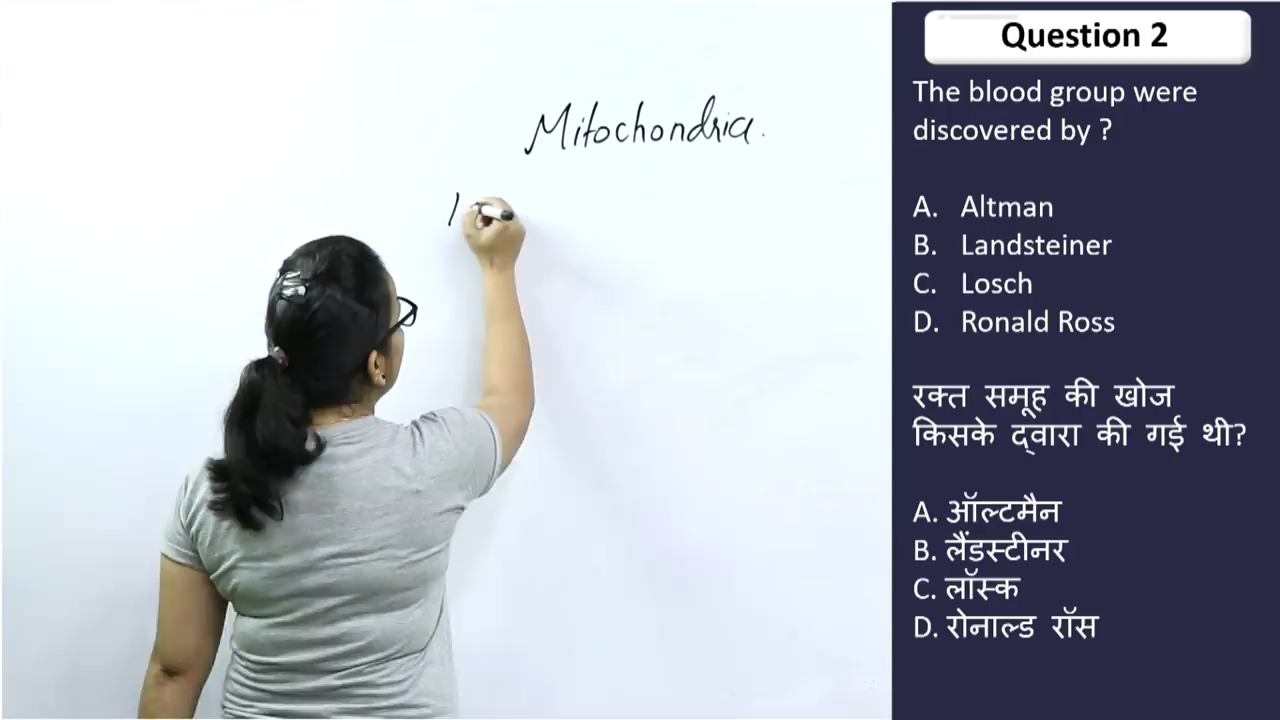 Mitochondria.
Question 2
The blood group were
discovered by ?
A. Altman
B. Landsteiner
C. Losch
D. Ronald Ross
रक्त समूह की खोज
किसके द्वारा की गई थी?
A. ऑल्टमैन
B. लैंडस्टीनर
C. लॉस्क
D. रोनाल्ड रॉस